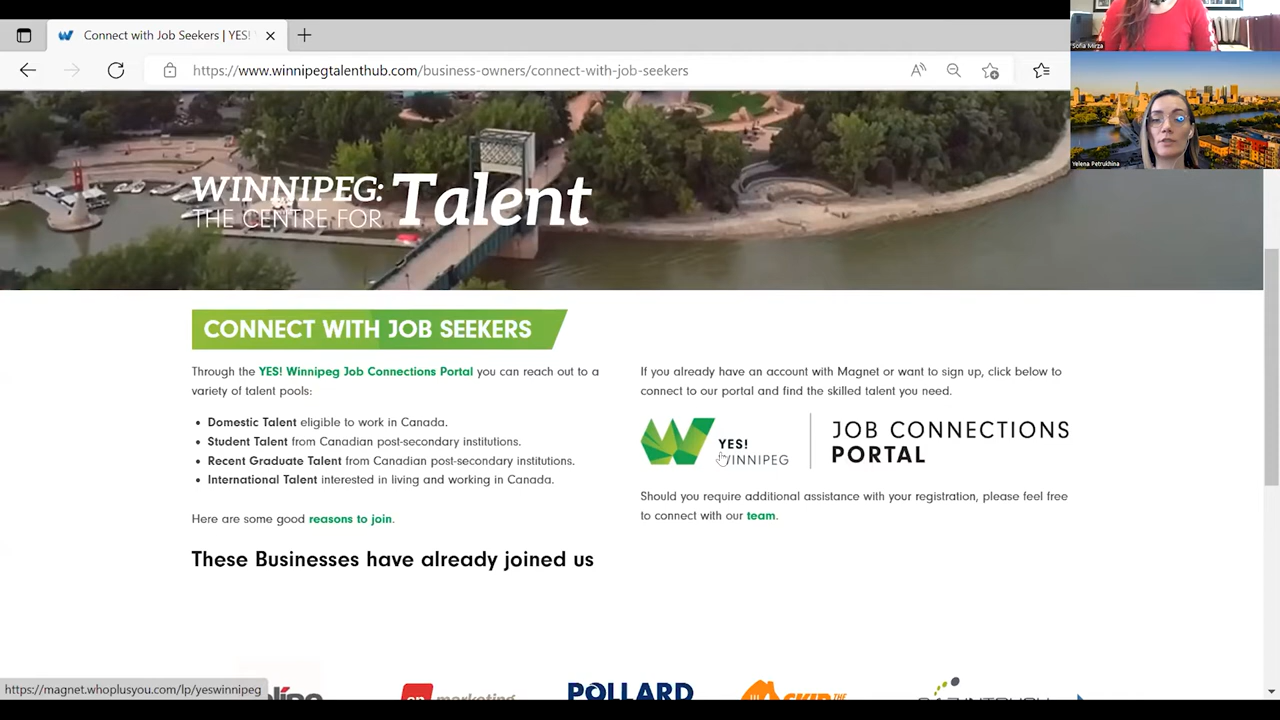 Connect with Job Seekers | YES!
https://www.winnipegtalenthub.com/business-owners/connect-with-job-seekers
Sofia Mirza
Yelena Petrukhina
WINNIPEG: Talent
THE CENTRE FOR
CONNECT WITH JOB SEEKERS
Through the YES! Winnipeg Job Connections Portal you can reach out to a
variety of talent pools:
• Domestic Talent eligible to work in Canada.
• Student Talent from Canadian post-secondary institutions.
• Recent Graduate Talent from Canadian post-secondary institutions.
• International Talent interested in living and working in Canada.
Here are some good reasons to join.
If you already have an account with Magnet or want to sign up, click below to
connect to our portal and find the skilled talent you need.
YES!
WINNIPEG
JOB CONNECTIONS
PORTAL
Should you require additional assistance with your registration, please feel free
to connect with our team.
These Businesses have already joined us
marketing
POLLARD
SKIP THE
https://magnet.whoplusyou.com/lp/yeswinnipeg